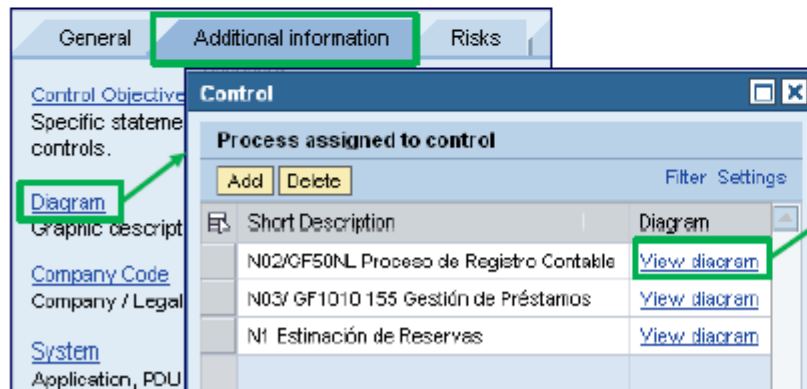 General Additional information Risks
Control Objective
Specific stateme
controls.
Diagram
Graphic descript
Company Code
Company / Legal
System
Application, PDU
Control
Process assigned to control
Add Delete Filter Settings
Short Description Diagram
N02/GF50NL Proceso de Registro Contable View diagram
N03/ GF1010 155 Gestión de Préstamos View diagram
N1 Estimación de Reservas View diagram